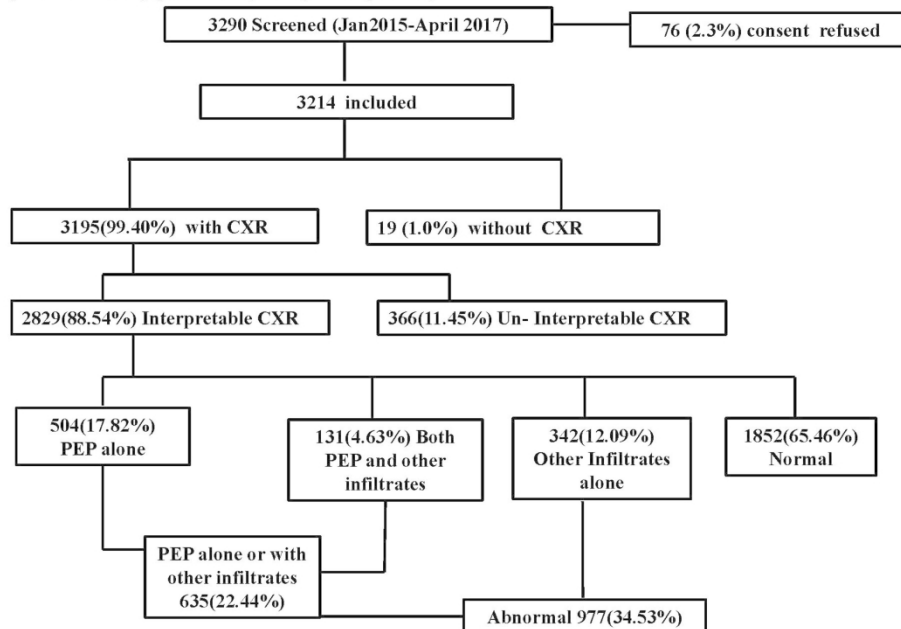 3290 Screened (Jan2015-April 2017)
76 (2.3%) consent refused
3214 included
3195(99.40%) with CXR
19 (1.0%) without CXR
2829(88.54%) Interpretable CXR
366(11.45%) Un- Interpretable CXR
504(17.82%)
PEP alone
131(4.63%) Both
PEP and other
infiltrates
342(12.09%)
Other Infiltrates
alone
1852(65.46%)
Normal
PEP alone or with
other infiltrates
635(22.44%)
Abnormal 977(34.53%)